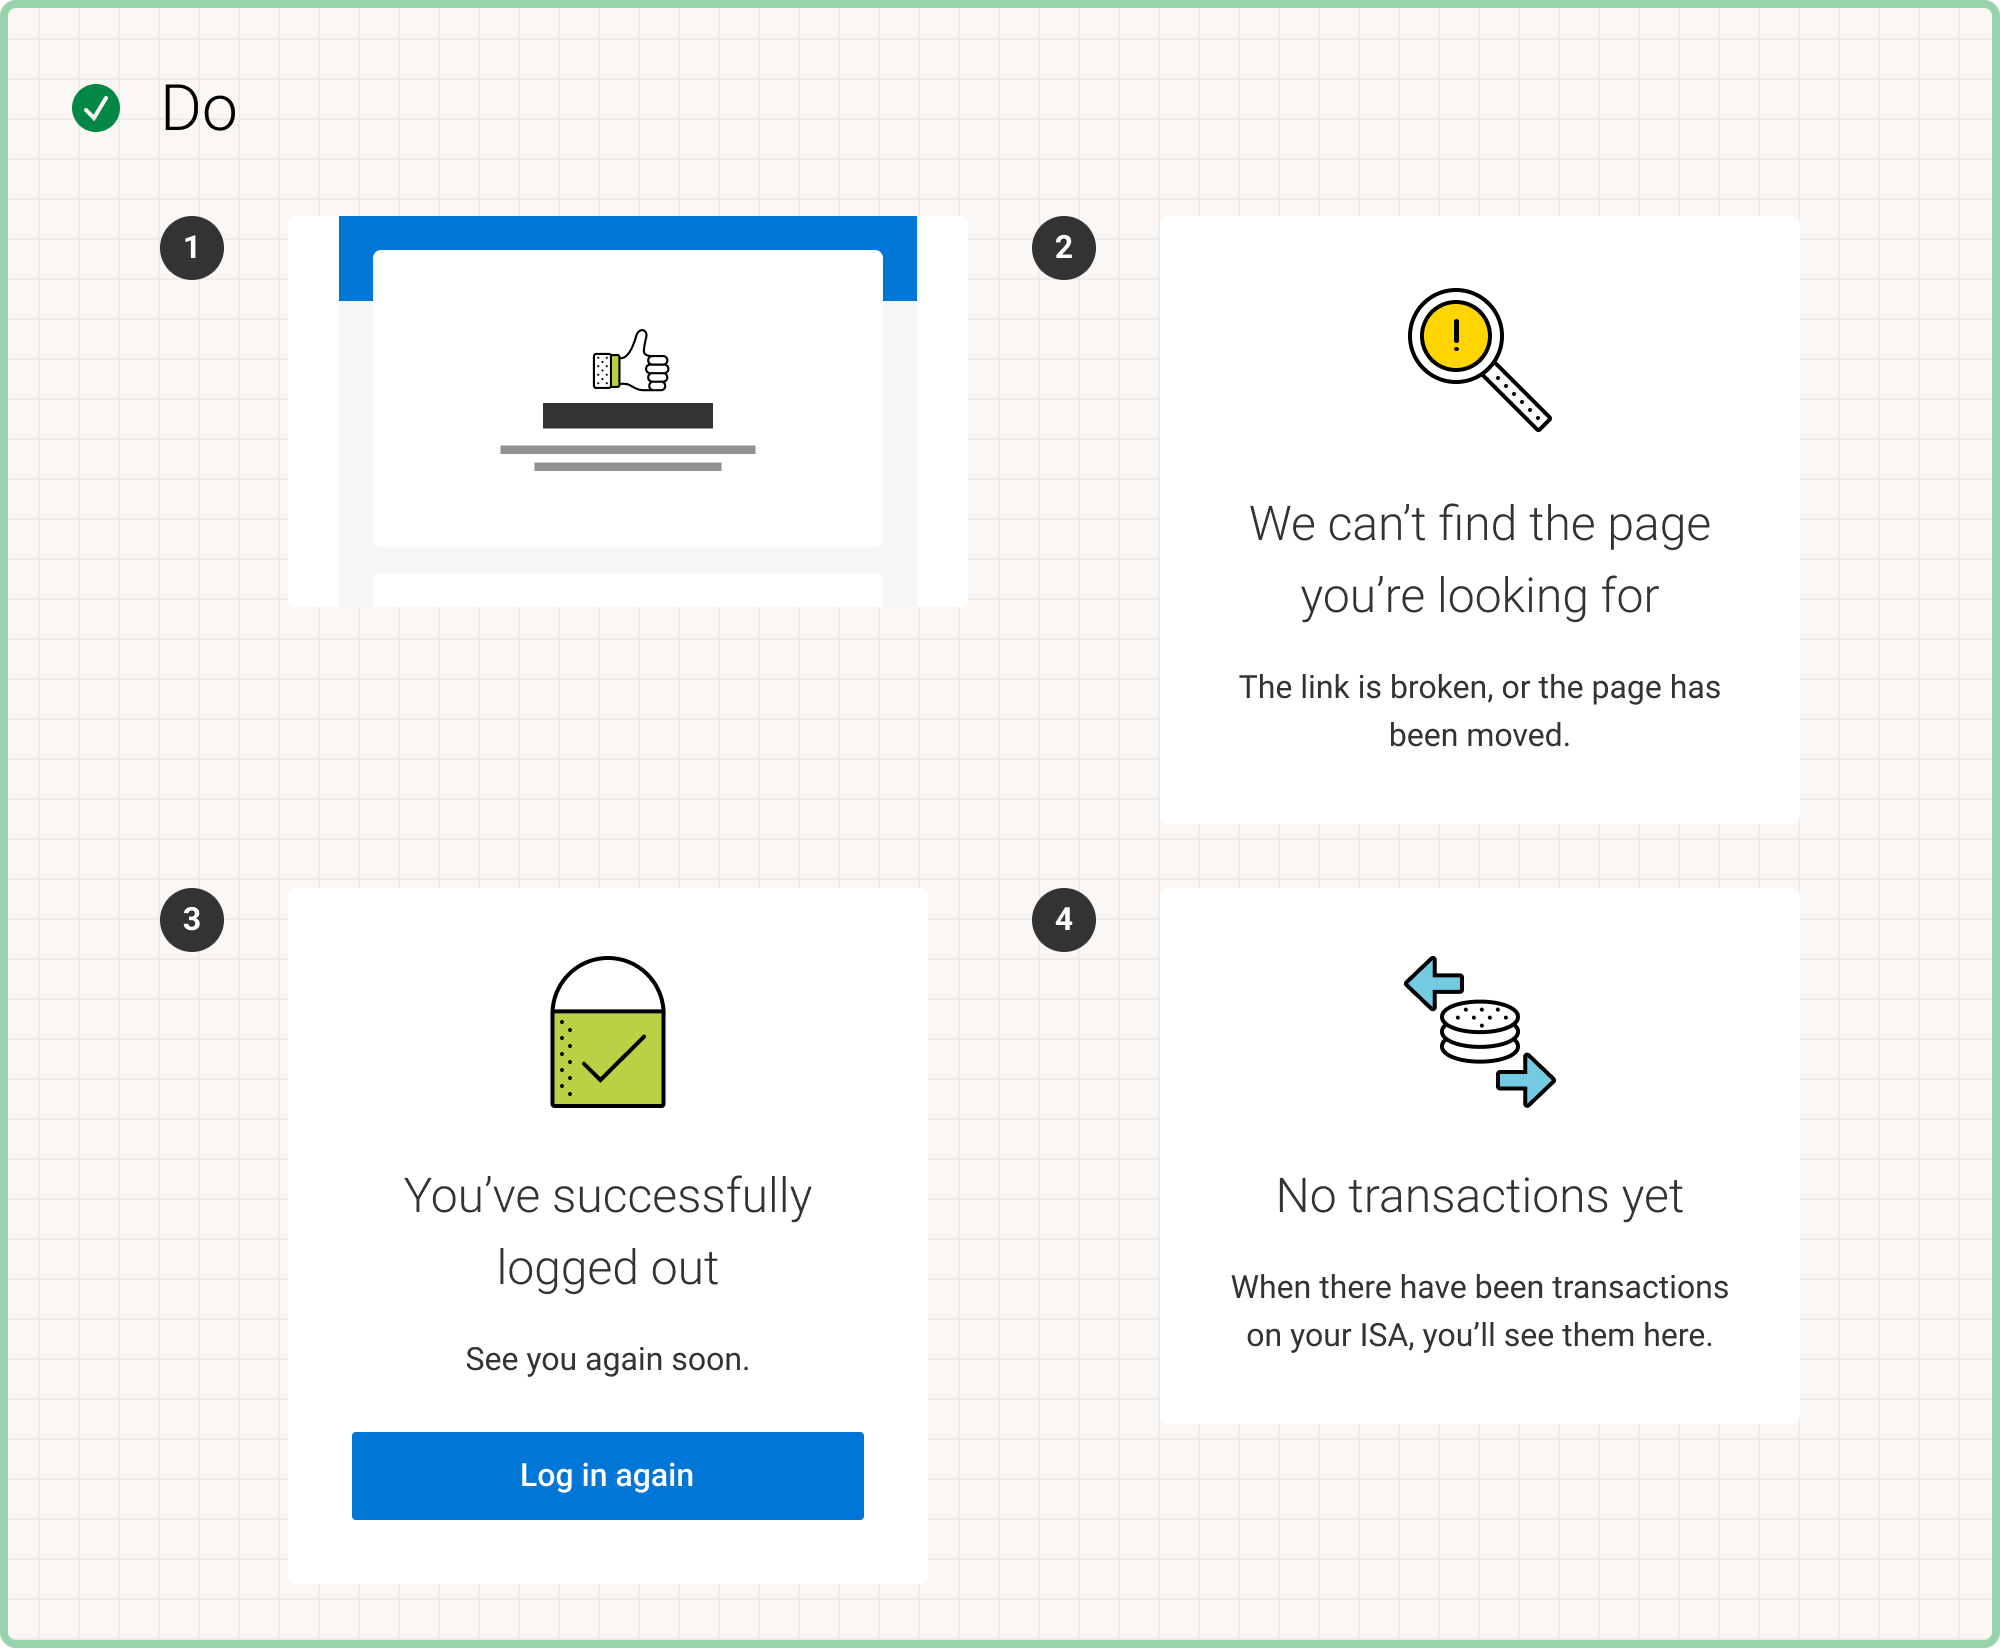 Do
1
2
We can’t find the page
you’re looking for
The link is broken, or the page has
been moved.
3
You’ve successfully
logged out
See you again soon.
Log in again
4
No transactions yet
When there have been transactions
on your ISA, you’ll see them here.